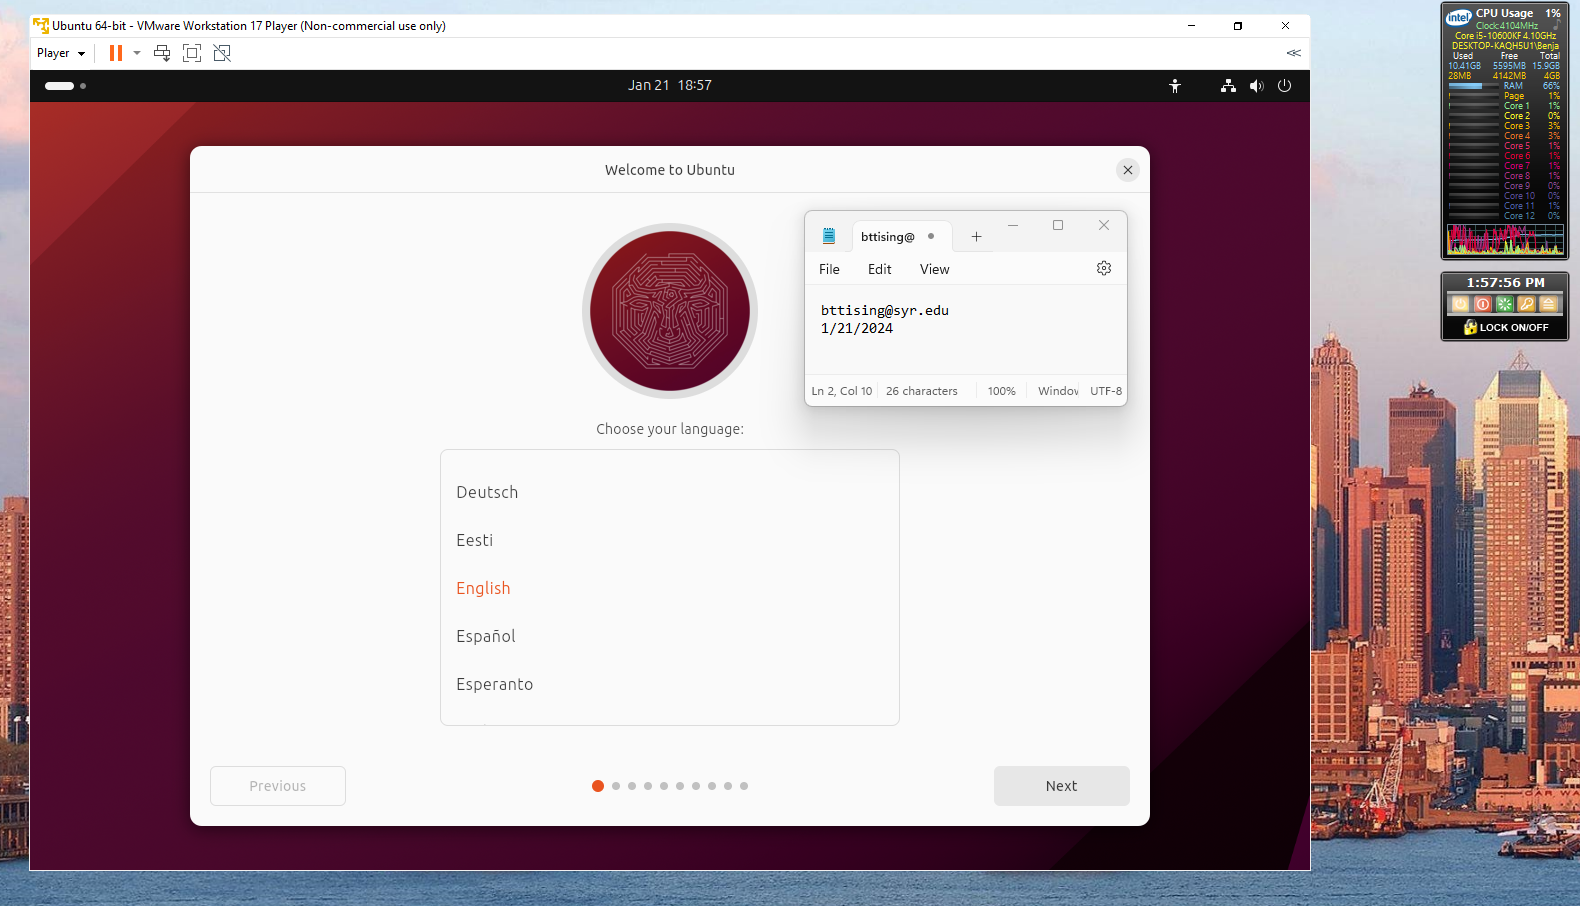 Ubuntu 64-bit - VMware Workstation 17 Player (Non-commercial use only)
Player
Jan 21 18:57
Welcome to Ubuntu
bttising@
File Edit View
bttising@syr.edu
1/21/2024
Ln 2, Col 10 26 characters 100% Window UTF-8
Choose your language:
Deutsch
Eesti
English
Español
Esperanto
Previous
Next
intel CPU Usage 1%
Clock: 4104MHz
Core i5-10600KF 4.10GHz
DESKTOP-KAQH5U1\Benja
Used Free Total
10.41GB 5595MB 15.9GB
28MB 4142MB 4GB
RAM 66%
Page 1%
Core 1 1%
Core 2 0%
Core 3 3%
Core 4 3%
Core 5 1%
Core 6 1%
Core 7 1%
Core 8 1%
Core 9 0%
Core 10 0%
Core 11 1%
Core 12 0%
1:57:56 PM
LOCK ON/OFF
CAR WA